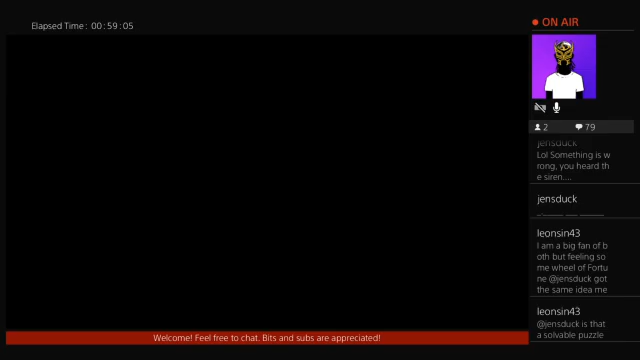 Elapsed Time : 00:59:05
ON AIR
2
79
jensduck
Lol Something is w
rong, you heard th
e siren....
jensduck
leonsin43
I am a big fan of b
oth but feeling so
me wheel of Fortu
ne @jensduck got
the same idea me
leonsin43
@jensduck is that
a solvable puzzle
Welcome! Feel free to chat. Bits and subs are appreciated!